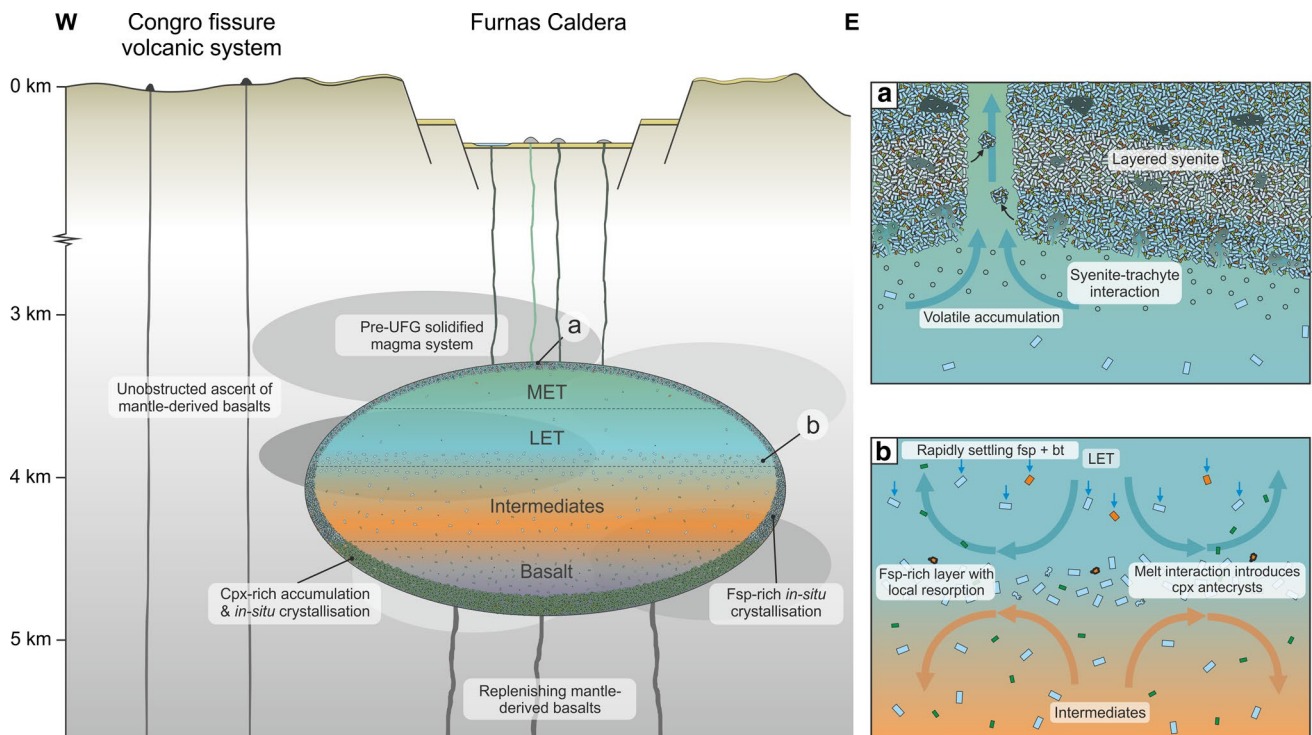 W
Congro fissure
volcanic system
Furnas Caldera
E
0 km
3 km
4 km
5 km
Pre-UFG solidified
magma system
a
Unobstructed ascent of
mantle-derived basalts
MET
LET
b
Intermediates
Basalt
Cpx-rich accumulation
& in-situ crystallisation
Fsp-rich in-situ
crystallisation
Replenishing mantle-
derived basalts
a
Layered syenite
Syenite-trachyte
interaction
Volatile accumulation
b
Rapidly settling fsp + bt
LET
Fsp-rich layer with
local resorption
Melt interaction introduces
cpx antecrysts
Intermediates